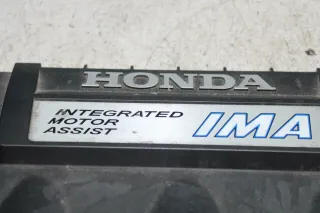 HONDA
INTEGRATED
MOTOR
ASSIST
IMA